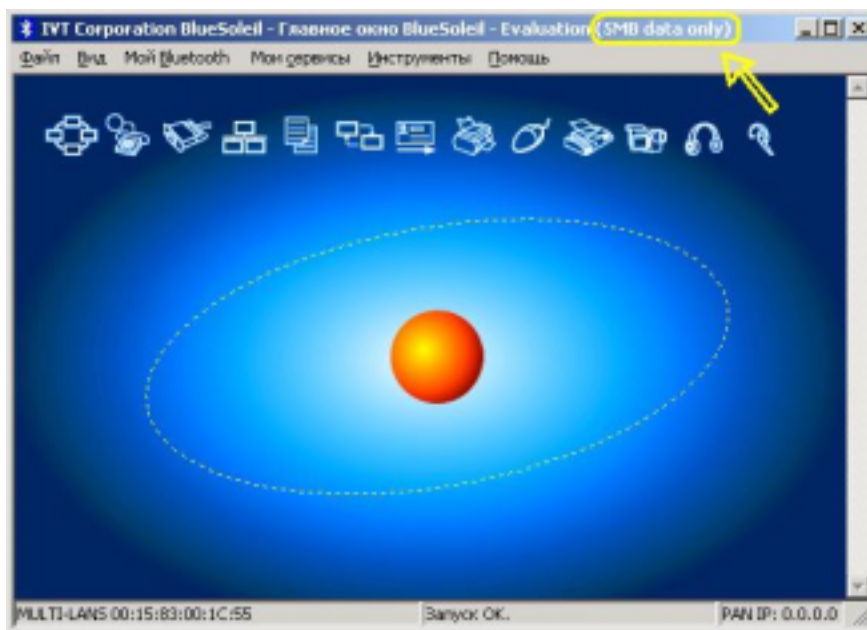 IVT Corporation BlueSoleil - Главное окно BlueSoleil - Evaluation (5MB data only)
Файл Вид Мой Bluetooth Мои сервисы Инструменты Помощь
MULTI-LANS 00:15:83:00:1C:55 Запуск OK. PAN IP: 0.0.0.0